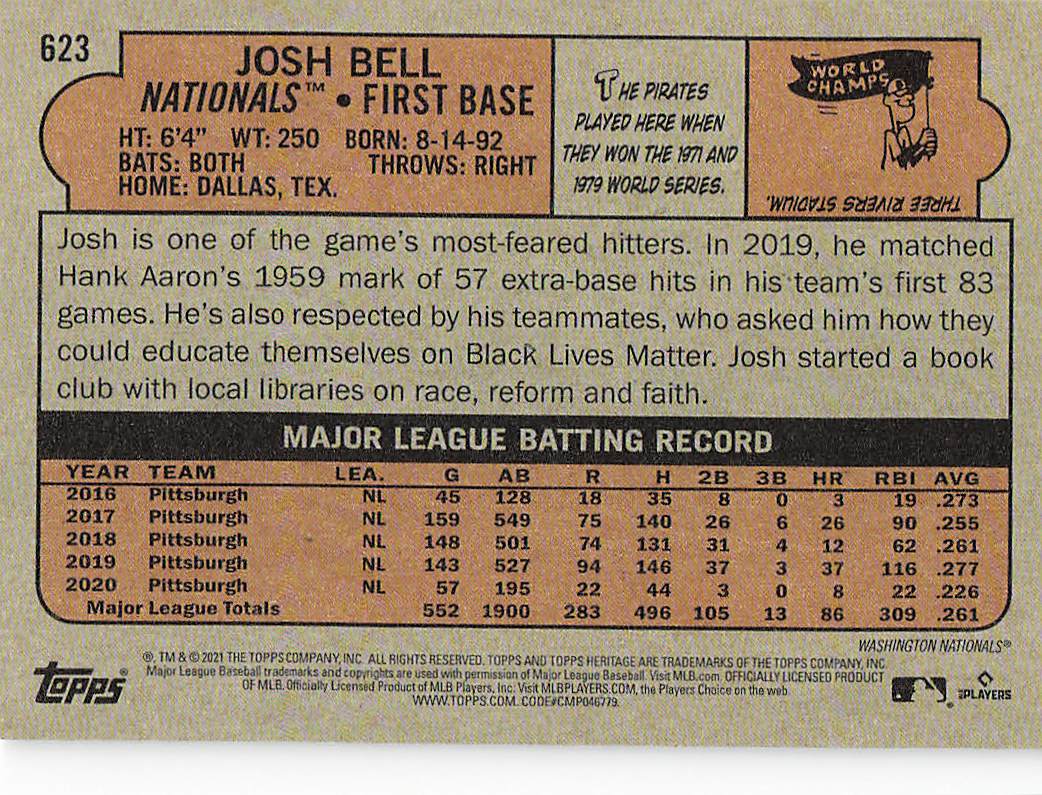 623
JOSH BELL
NATIONALS™ • FIRST BASE
HT: 6'4" WT: 250 BORN: 8-14-92
BATS: BOTH THROWS: RIGHT
HOME: DALLAS, TEX.
THE PIRATES
PLAYED HERE WHEN
THEY WON THE 1971 AND
1979 WORLD SERIES.
WORLD
CHAMPS
THREE RIVERS STADIUM.
Josh is one of the game's most-feared hitters. In 2019, he matched
Hank Aaron's 1959 mark of 57 extra-base hits in his team's first 83
games. He's also respected by his teammates, who asked him how they
could educate themselves on Black Lives Matter. Josh started a book
club with local libraries on race, reform and faith.
MAJOR LEAGUE BATTING RECORD
YEAR TEAM LEA. G AB R H 2B 3B HR RBI AVG
2016 Pittsburgh NL 45 128 18 35 8 0 3 19 .273
2017 Pittsburgh NL 159 549 75 140 26 6 26 90 .255
2018 Pittsburgh NL 148 501 74 131 31 4 12 62 .261
2019 Pittsburgh NL 143 527 94 146 37 3 37 116 .277
2020 Pittsburgh NL 57 195 22 44 3 0 8 22 .226
Major League Totals 552 1900 283 496 105 13 86 309 .261
WASHINGTON NATIONALS®
®, TM & © 2021 THE TOPPS COMPANY, INC. ALL RIGHTS RESERVED. TOPPS AND TOPPS HERITAGE ARE TRADEMARKS OF THE TOPPS COMPANY, INC.
Major League Baseball trademarks and copyrights are used with permission of Major League Baseball. Visit MLB.com. OFFICIALLY LICENSED PRODUCT
OF MLB. Officially Licensed Product of MLB Players, Inc. Visit MLBPLAYERS.COM, the Players Choice on the web.
WWW.TOPPS.COM. CODE#CMP046779.
Topps®
MLB PLAYERS